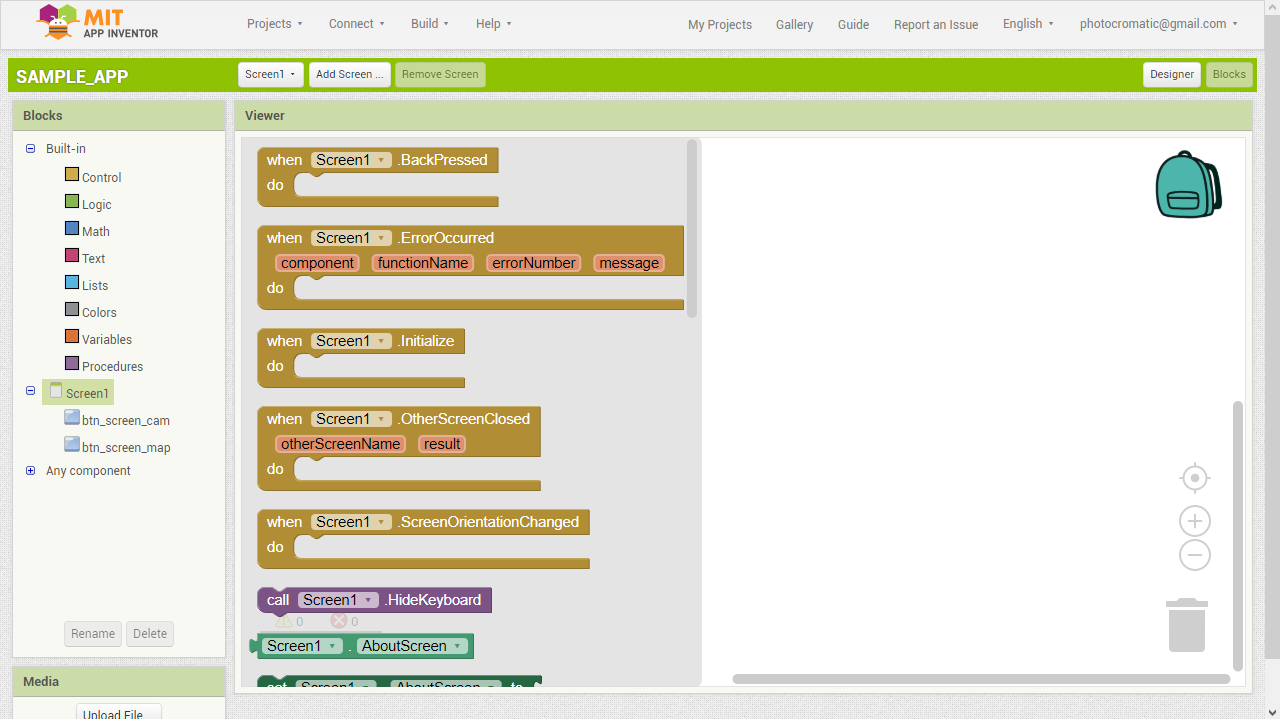 MIT
APP INVENTOR
Projects Connect Build Help My Projects Gallery Guide Report an Issue English photocromatic@gmail.com
SAMPLE_APP Screen1 Add Screen ... Remove Screen Designer Blocks
Blocks
Built-in
Control
Logic
Math
Text
Lists
Colors
Variables
Procedures
Screen1
btn_screen_cam
btn_screen_map
Any component
Rename Delete
Media
Upload File
Viewer
when Screen1 .BackPressed
do
when Screen1 .ErrorOccurred
component functionName errorNumber message
do
when Screen1 .Initialize
do
when Screen1 .OtherScreenClosed
otherScreenName result
do
when Screen1 .ScreenOrientationChanged
do
call Screen1 .HideKeyboard
0 0
Screen1 . AboutScreen
set Screen1 . AboutScreen to